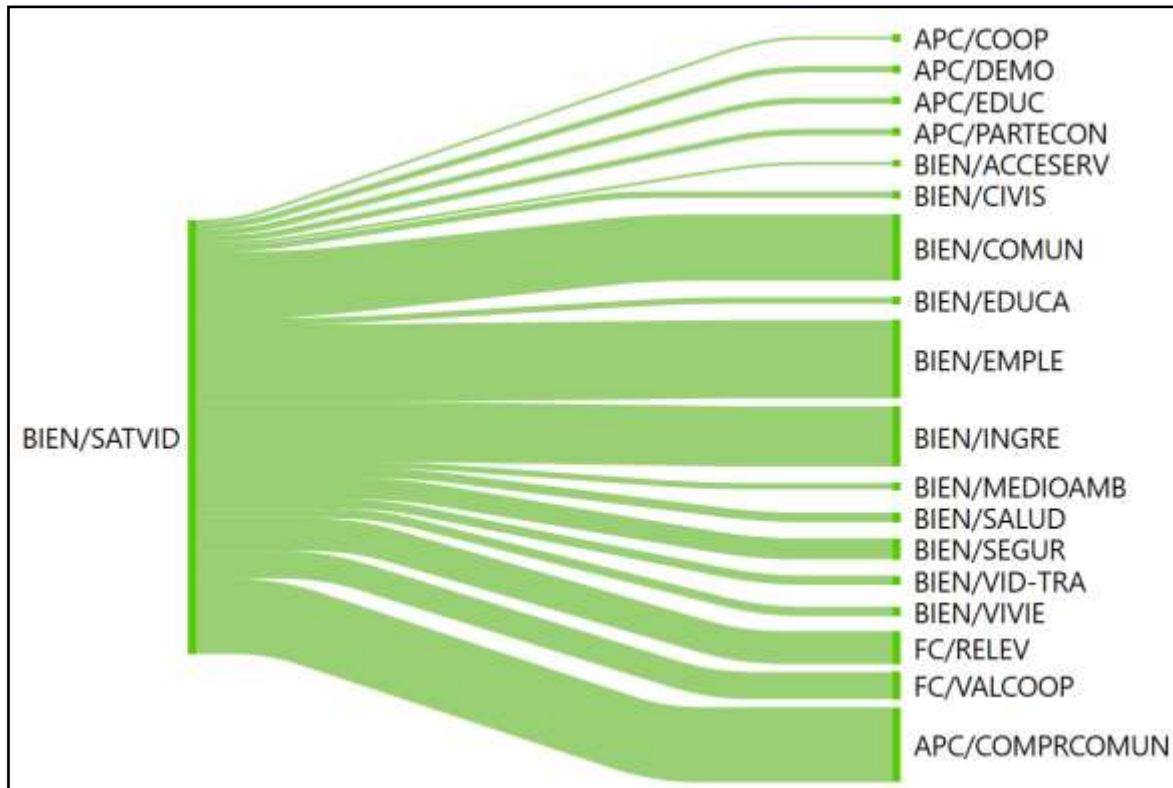 APC/COOP
APC/DEMO
APC/EDUC
APC/PARTECON
BIEN/ACCESERV
BIEN/CIVIS
BIEN/COMUN
BIEN/EDUCA
BIEN/EMPLE
BIEN/SATVID
BIEN/INGRE
BIEN/MEDIOAMB
BIEN/SALUD
BIEN/SEGUR
BIEN/VID-TRA
BIEN/VIVIE
FC/RELEV
FC/VALCOOP
APC/COMPRCOMUN